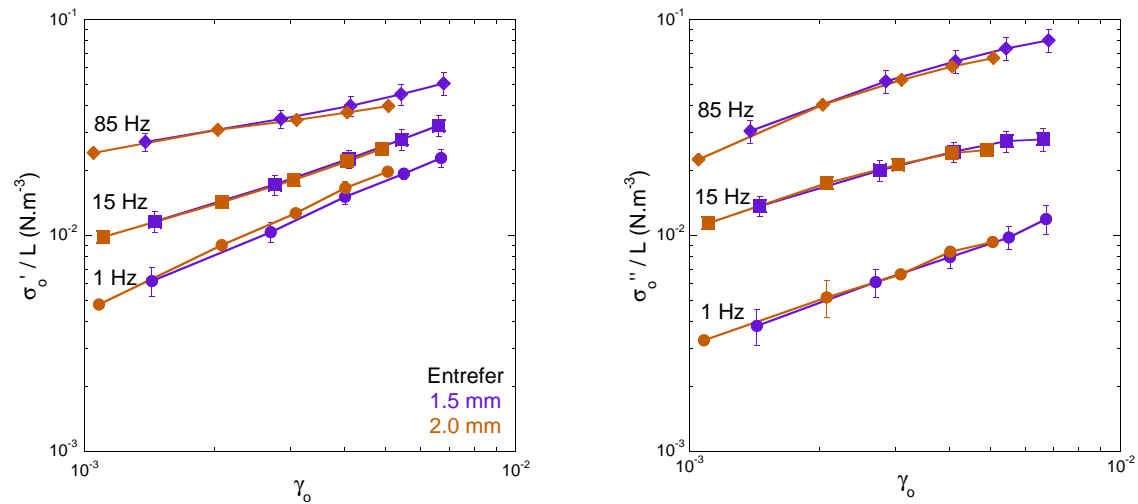 10⁻¹
85 Hz
σₒ' / L (N.m⁻³)
15 Hz
10⁻²
1 Hz
Entrefer
1.5 mm
2.0 mm
10⁻³
10⁻³ 10⁻²
γₒ
10⁻¹
85 Hz
σₒ'' / L (N.m⁻³)
15 Hz
10⁻²
1 Hz
10⁻³
10⁻³ 10⁻²
γₒ